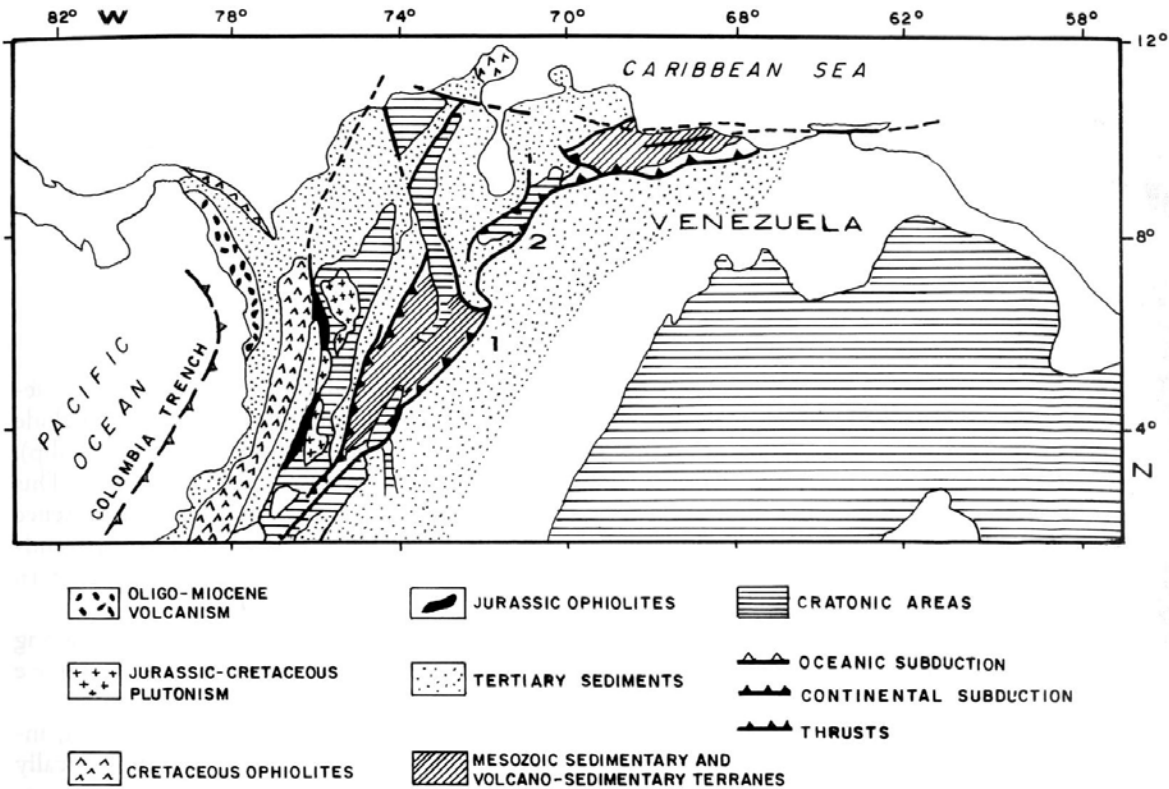 82° W 78° 74° 70° 68° 62° 58°
12°
CARIBBEAN SEA
VENEZUELA
8°
2
1
PACIFIC
OCEAN
COLOMBIA TRENCH
4°
N
OLIGO-MIOCENE
VOLCANISM
JURASSIC-CRETACEOUS
PLUTONISM
CRETACEOUS OPHIOLITES
JURASSIC OPHIOLITES
TERTIARY SEDIMENTS
MESOZOIC SEDIMENTARY AND
VOLCANO-SEDIMENTARY TERRANES
CRATONIC AREAS
OCEANIC SUBDUCTION
CONTINENTAL SUBDUCTION
THRUSTS